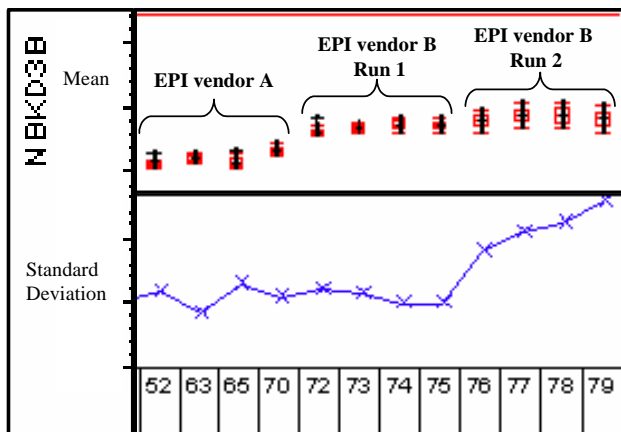 NBKD3B
Mean
EPI vendor A
EPI vendor B
Run 1
EPI vendor B
Run 2
Standard
Deviation
52 63 65 70 72 73 74 75 76 77 78 79